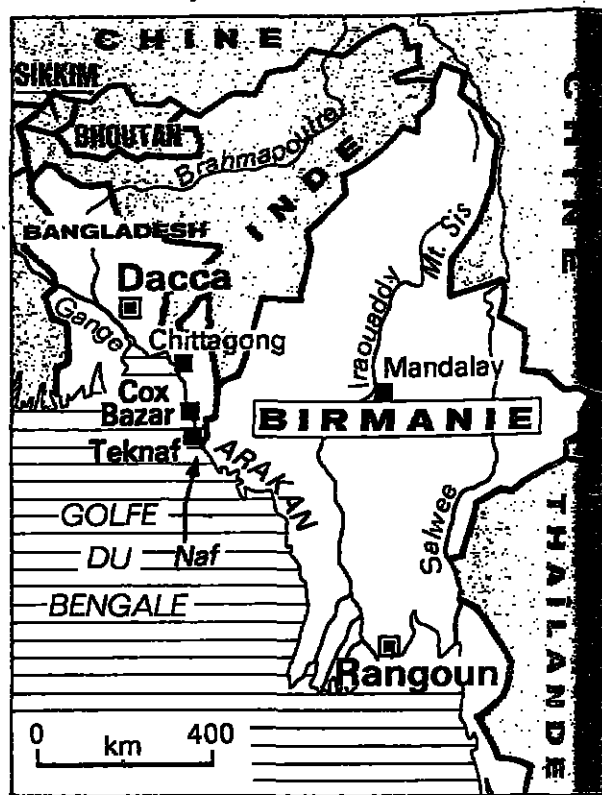 CHINE
SIKKIM
BHOUTAN
Brahmapoutre
INDE
CHINE
BANGLADESH
Dacca
Gange
Chittagong
Iraouaddy
Mt. Sis
Mandalay
Cox
Bazar
BIRMANIE
Teknaf
ARAKAN
Salwee
THAÏLANDE
GOLFE
DU
Naf
BENGALE
Rangoun
0 km 400